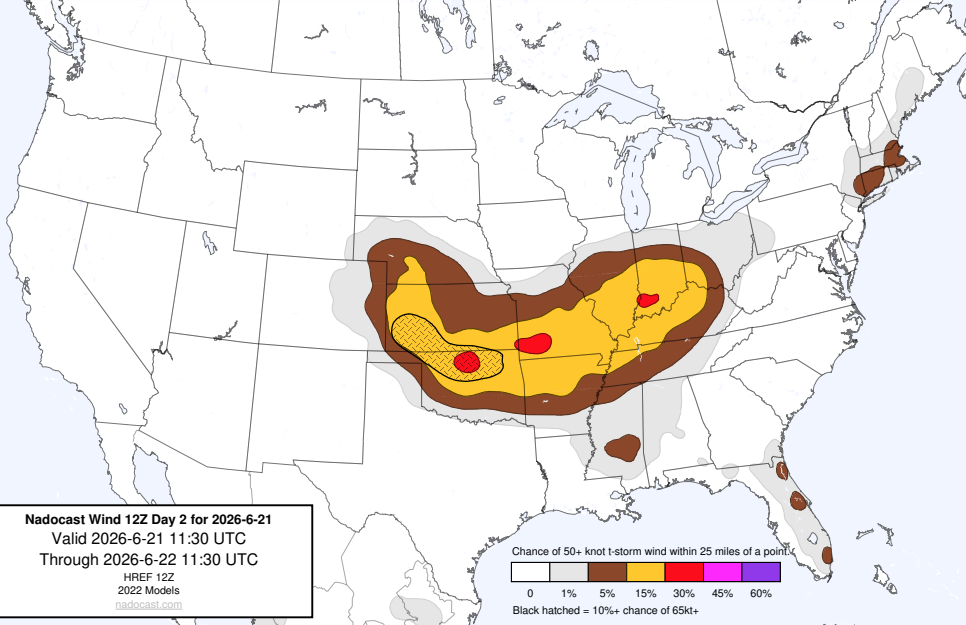 Nadocast Wind 12Z Day 2 for 2026-6-21
Valid 2026-6-21 11:30 UTC
Through 2026-6-22 11:30 UTC
HREF 12Z
2022 Models
nadocast.com
Chance of 50+ knot t-storm wind within 25 miles of a point.
0 1% 5% 15% 30% 45% 60%
Black hatched = 10%+ chance of 65kt+